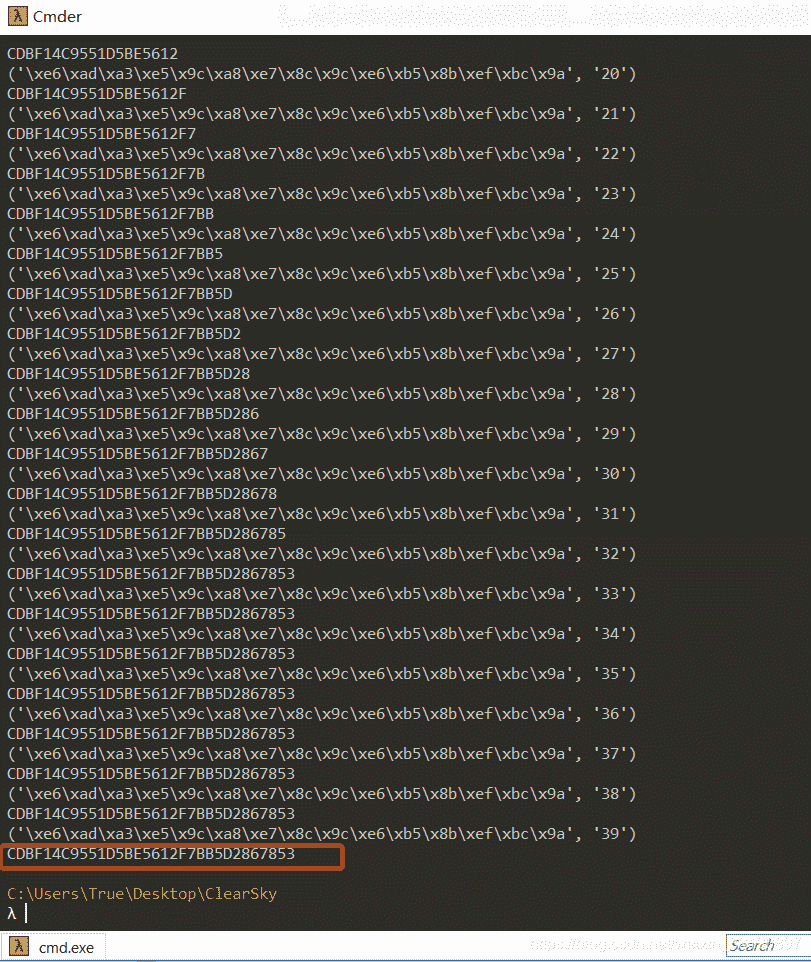 Cmder
CDBF14C9551D5BE5612
('\xe6\xad\xa3\xe5\x9c\xa8\xe7\x8c\x9c\xe6\xb5\x8b\xef\xbc\x9a', '20')
CDBF14C9551D5BE5612F
('\xe6\xad\xa3\xe5\x9c\xa8\xe7\x8c\x9c\xe6\xb5\x8b\xef\xbc\x9a', '21')
CDBF14C9551D5BE5612F7
('\xe6\xad\xa3\xe5\x9c\xa8\xe7\x8c\x9c\xe6\xb5\x8b\xef\xbc\x9a', '22')
CDBF14C9551D5BE5612F7B
('\xe6\xad\xa3\xe5\x9c\xa8\xe7\x8c\x9c\xe6\xb5\x8b\xef\xbc\x9a', '23')
CDBF14C9551D5BE5612F7BB
('\xe6\xad\xa3\xe5\x9c\xa8\xe7\x8c\x9c\xe6\xb5\x8b\xef\xbc\x9a', '24')
CDBF14C9551D5BE5612F7BB5
('\xe6\xad\xa3\xe5\x9c\xa8\xe7\x8c\x9c\xe6\xb5\x8b\xef\xbc\x9a', '25')
CDBF14C9551D5BE5612F7BB5D
('\xe6\xad\xa3\xe5\x9c\xa8\xe7\x8c\x9c\xe6\xb5\x8b\xef\xbc\x9a', '26')
CDBF14C9551D5BE5612F7BB5D2
('\xe6\xad\xa3\xe5\x9c\xa8\xe7\x8c\x9c\xe6\xb5\x8b\xef\xbc\x9a', '27')
CDBF14C9551D5BE5612F7BB5D28
('\xe6\xad\xa3\xe5\x9c\xa8\xe7\x8c\x9c\xe6\xb5\x8b\xef\xbc\x9a', '28')
CDBF14C9551D5BE5612F7BB5D286
('\xe6\xad\xa3\xe5\x9c\xa8\xe7\x8c\x9c\xe6\xb5\x8b\xef\xbc\x9a', '29')
CDBF14C9551D5BE5612F7BB5D2867
('\xe6\xad\xa3\xe5\x9c\xa8\xe7\x8c\x9c\xe6\xb5\x8b\xef\xbc\x9a', '30')
CDBF14C9551D5BE5612F7BB5D28678
('\xe6\xad\xa3\xe5\x9c\xa8\xe7\x8c\x9c\xe6\xb5\x8b\xef\xbc\x9a', '31')
CDBF14C9551D5BE5612F7BB5D286785
('\xe6\xad\xa3\xe5\x9c\xa8\xe7\x8c\x9c\xe6\xb5\x8b\xef\xbc\x9a', '32')
CDBF14C9551D5BE5612F7BB5D2867853
('\xe6\xad\xa3\xe5\x9c\xa8\xe7\x8c\x9c\xe6\xb5\x8b\xef\xbc\x9a', '33')
CDBF14C9551D5BE5612F7BB5D2867853
('\xe6\xad\xa3\xe5\x9c\xa8\xe7\x8c\x9c\xe6\xb5\x8b\xef\xbc\x9a', '34')
CDBF14C9551D5BE5612F7BB5D2867853
('\xe6\xad\xa3\xe5\x9c\xa8\xe7\x8c\x9c\xe6\xb5\x8b\xef\xbc\x9a', '35')
CDBF14C9551D5BE5612F7BB5D2867853
('\xe6\xad\xa3\xe5\x9c\xa8\xe7\x8c\x9c\xe6\xb5\x8b\xef\xbc\x9a', '36')
CDBF14C9551D5BE5612F7BB5D2867853
('\xe6\xad\xa3\xe5\x9c\xa8\xe7\x8c\x9c\xe6\xb5\x8b\xef\xbc\x9a', '37')
CDBF14C9551D5BE5612F7BB5D2867853
('\xe6\xad\xa3\xe5\x9c\xa8\xe7\x8c\x9c\xe6\xb5\x8b\xef\xbc\x9a', '38')
CDBF14C9551D5BE5612F7BB5D2867853
('\xe6\xad\xa3\xe5\x9c\xa8\xe7\x8c\x9c\xe6\xb5\x8b\xef\xbc\x9a', '39')
CDBF14C9551D5BE5612F7BB5D2867853
C:\Users\True\Desktop\ClearSky
λ
cmd.exe
Search